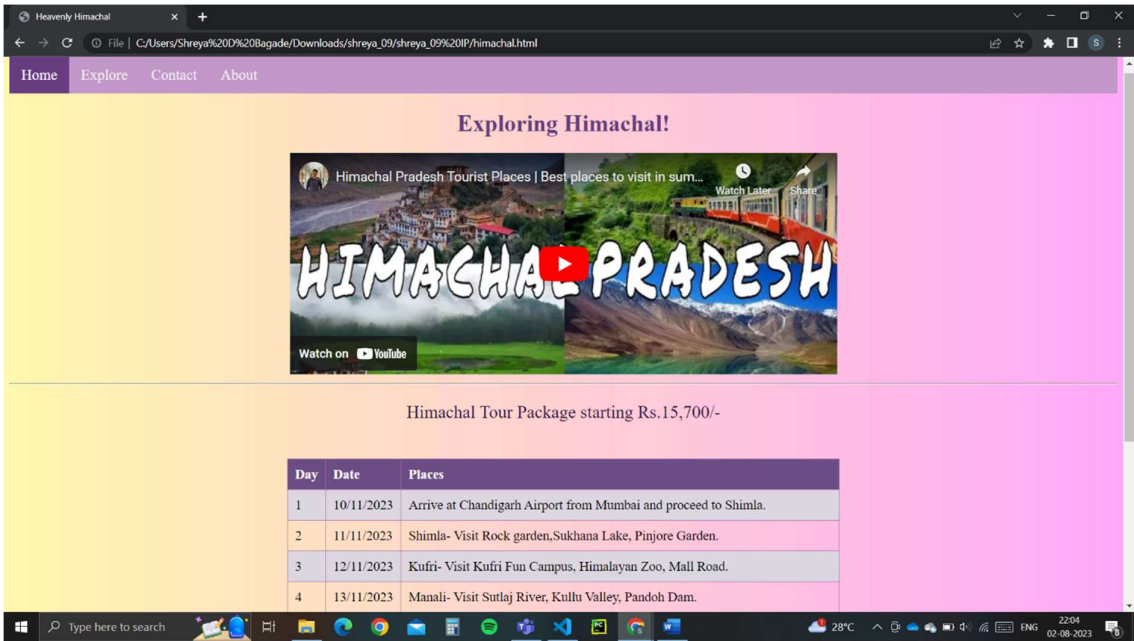 Heavenly Himachal
File | C:/Users/Shreya%20D%20Bagade/Downloads/shreya_09/shreya_09%20IP/himachal.html
S
Home Explore Contact About
Exploring Himachal!
Himachal Pradesh Tourist Places | Best places to visit in sum...
Watch Later Share
HIMACHAL PRADESH
Watch on YouTube
Himachal Tour Package starting Rs.15,700/-
Day Date Places
1 10/11/2023 Arrive at Chandigarh Airport from Mumbai and proceed to Shimla.
2 11/11/2023 Shimla- Visit Rock garden,Sukhana Lake, Pinjore Garden.
3 12/11/2023 Kufri- Visit Kufri Fun Campus, Himalayan Zoo, Mall Road.
4 13/11/2023 Manali- Visit Sutlaj River, Kullu Valley, Pandoh Dam.
Type here to search
28°C ENG 22:04
02-08-2023
8